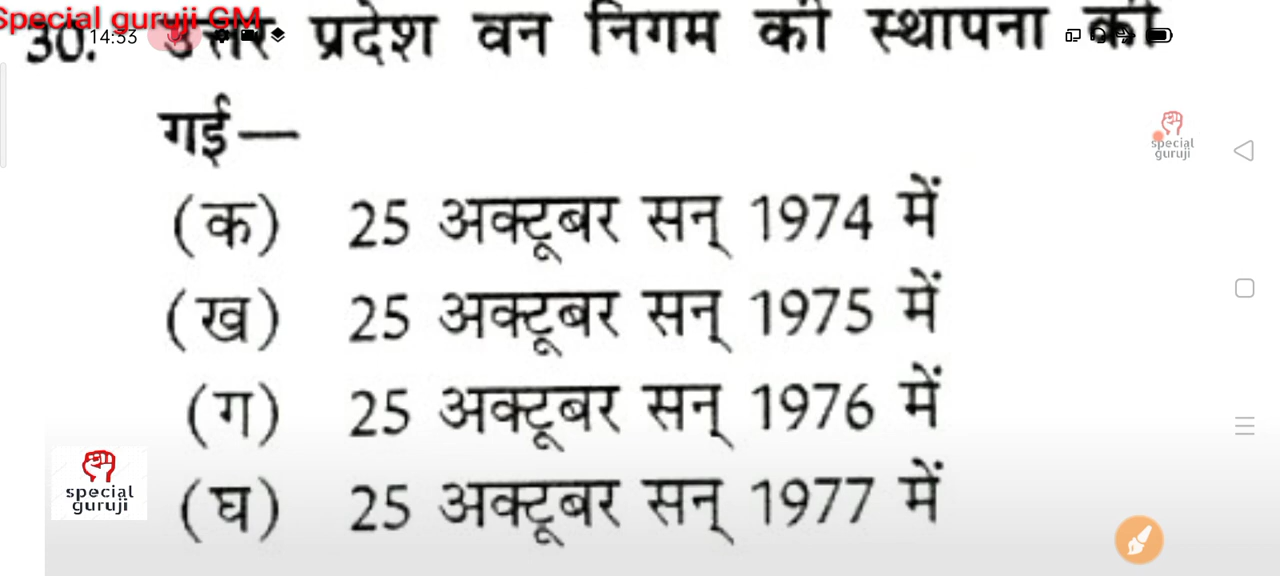 Special guruji GM
14:53
30. उत्तर प्रदेश वन निगम की स्थापना की
गई—
special
guruji
(क) 25 अक्टूबर सन् 1974 में
(ख) 25 अक्टूबर सन् 1975 में
(ग) 25 अक्टूबर सन् 1976 में
(घ) 25 अक्टूबर सन् 1977 में
special
guruji